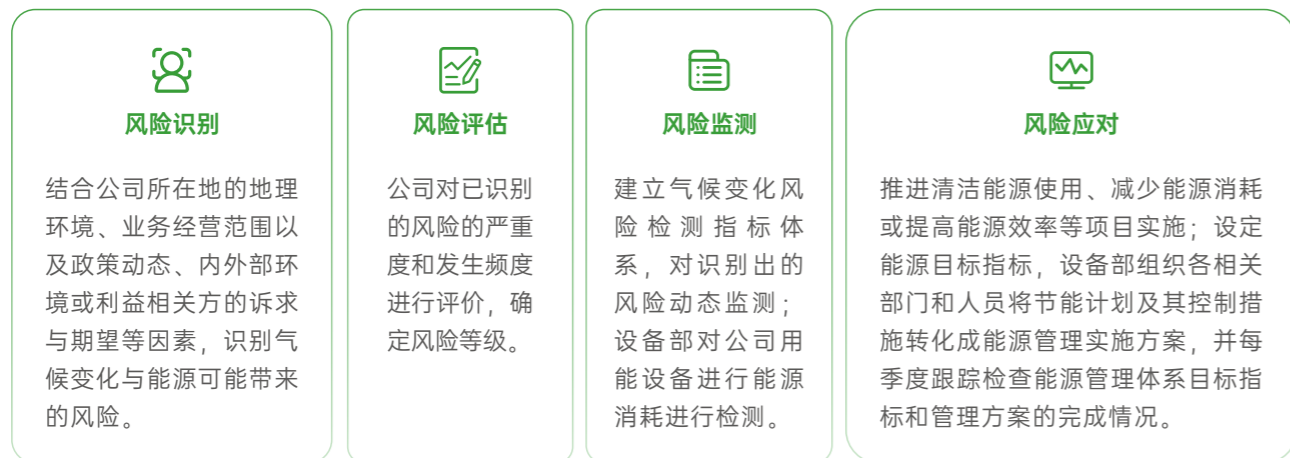 风险识别
结合公司所在地的地理
环境、业务经营范围以
及政策动态、内外部环
境或利益相关方的诉求
与期望等因素，识别气
候变化与能源可能带来
的风险。
风险评估
公司对已识别
的风险的严重
度和发生频度
进行评价，确
定风险等级。
风险监测
建立气候变化风
险检测指标体
系，对识别出的
风险动态监测；
设备部对公司用
能设备进行能源
消耗进行检测。
风险应对
推进清洁能源使用、减少能源消耗
或提高能源效率等项目实施；设定
能源目标指标，设备部组织各相关
部门和人员将节能计划及其控制措
施转化成能源管理实施方案，并每
季度跟踪检查能源管理体系目标指
标和管理方案的完成情况。